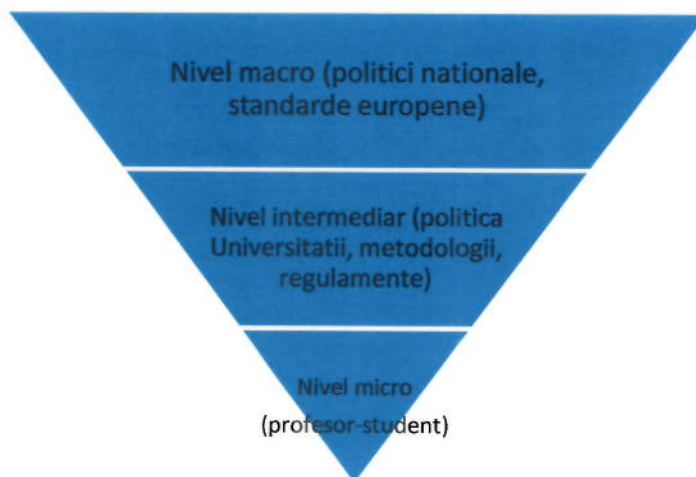 Nivel macro (politici nationale,
standarde europene)
Nivel intermediar (politica
Universitatii, metodologii,
regulamente)
Nivel micro
(profesor-student)